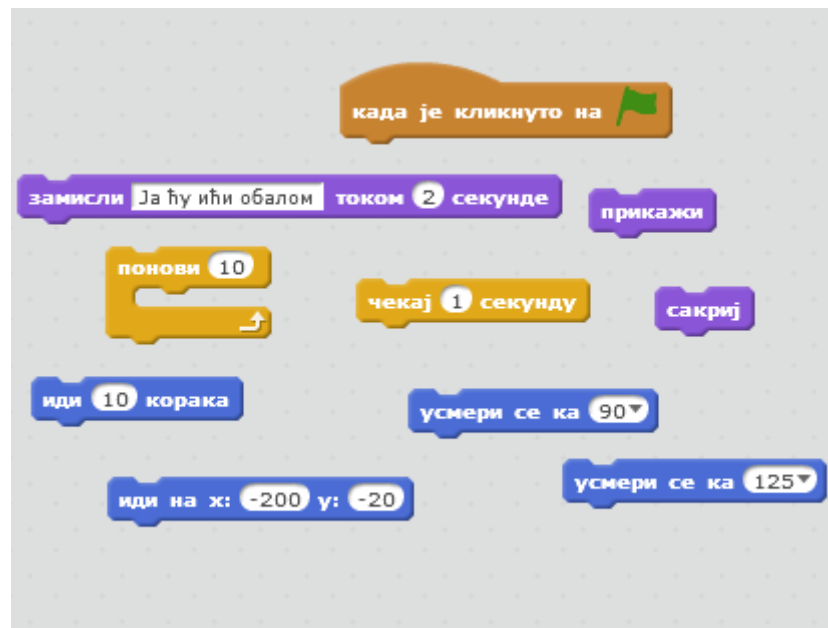 када је кликнуто на
замисли Ја ћу ићи обалом током 2 секунде
прикажи
понови 10
чекај 1 секунду
сакриј
иди 10 корака
усмери се ка 90
усмери се ка 125
иди на x: -200 y: -20